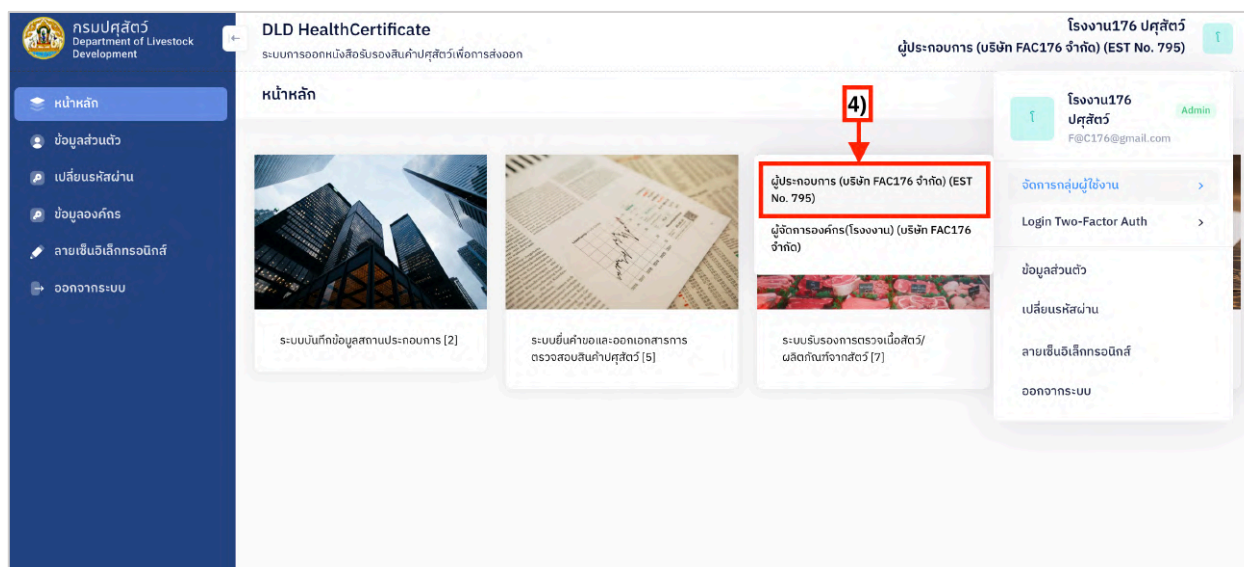 กรมปศุสัตว์
Department of Livestock
Development
DLD HealthCertificate
ระบบการออกหนังสือรับรองสินค้าปศุสัตว์เพื่อการส่งออก
โรงงาน176 ปศุสัตว์
ผู้ประกอบการ (บริษัท FAC176 จำกัด) (EST No. 795)
โ
หน้าหลัก
ข้อมูลส่วนตัว
เปลี่ยนรหัสผ่าน
ข้อมูลองค์กร
ลายเซ็นอิเล็กทรอนิกส์
ออกจากระบบ
หน้าหลัก
4)
ผู้ประกอบการ (บริษัท FAC176 จำกัด) (EST
No. 795)
ผู้จัดการองค์กร(โรงงาน) (บริษัท FAC176
จำกัด)
ระบบบันทึกข้อมูลสถานประกอบการ [2]
ระบบยื่นคำขอและออกเอกสารการ
ตรวจสอบสินค้าปศุสัตว์ [5]
ระบบรับรองการตรวจเนื้อสัตว์/
ผลิตภัณฑ์จากสัตว์ [7]
โ
โรงงาน176
ปศุสัตว์
Admin
F@C176@gmail.com
จัดการกลุ่มผู้ใช้งาน
Login Two-Factor Auth
ข้อมูลส่วนตัว
เปลี่ยนรหัสผ่าน
ลายเซ็นอิเล็กทรอนิกส์
ออกจากระบบ